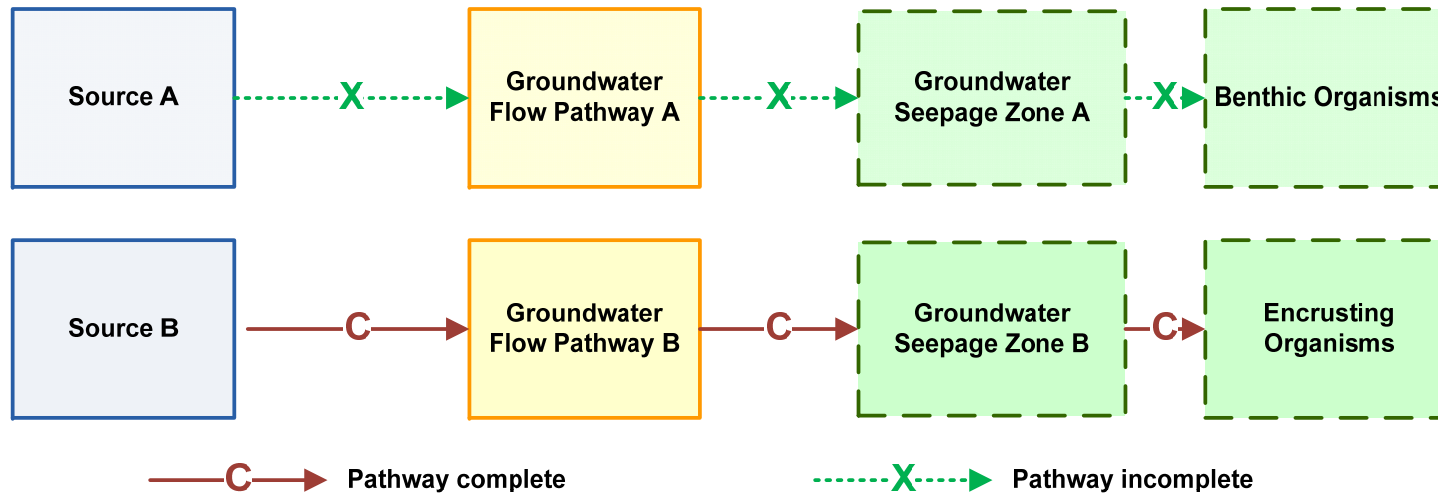 Source A
X
Groundwater
Flow Pathway A
X
Groundwater
Seepage Zone A
X
Benthic Organisms
Source B
C
Groundwater
Flow Pathway B
C
Groundwater
Seepage Zone B
C
Encrusting
Organisms
C
Pathway complete
X
Pathway incomplete